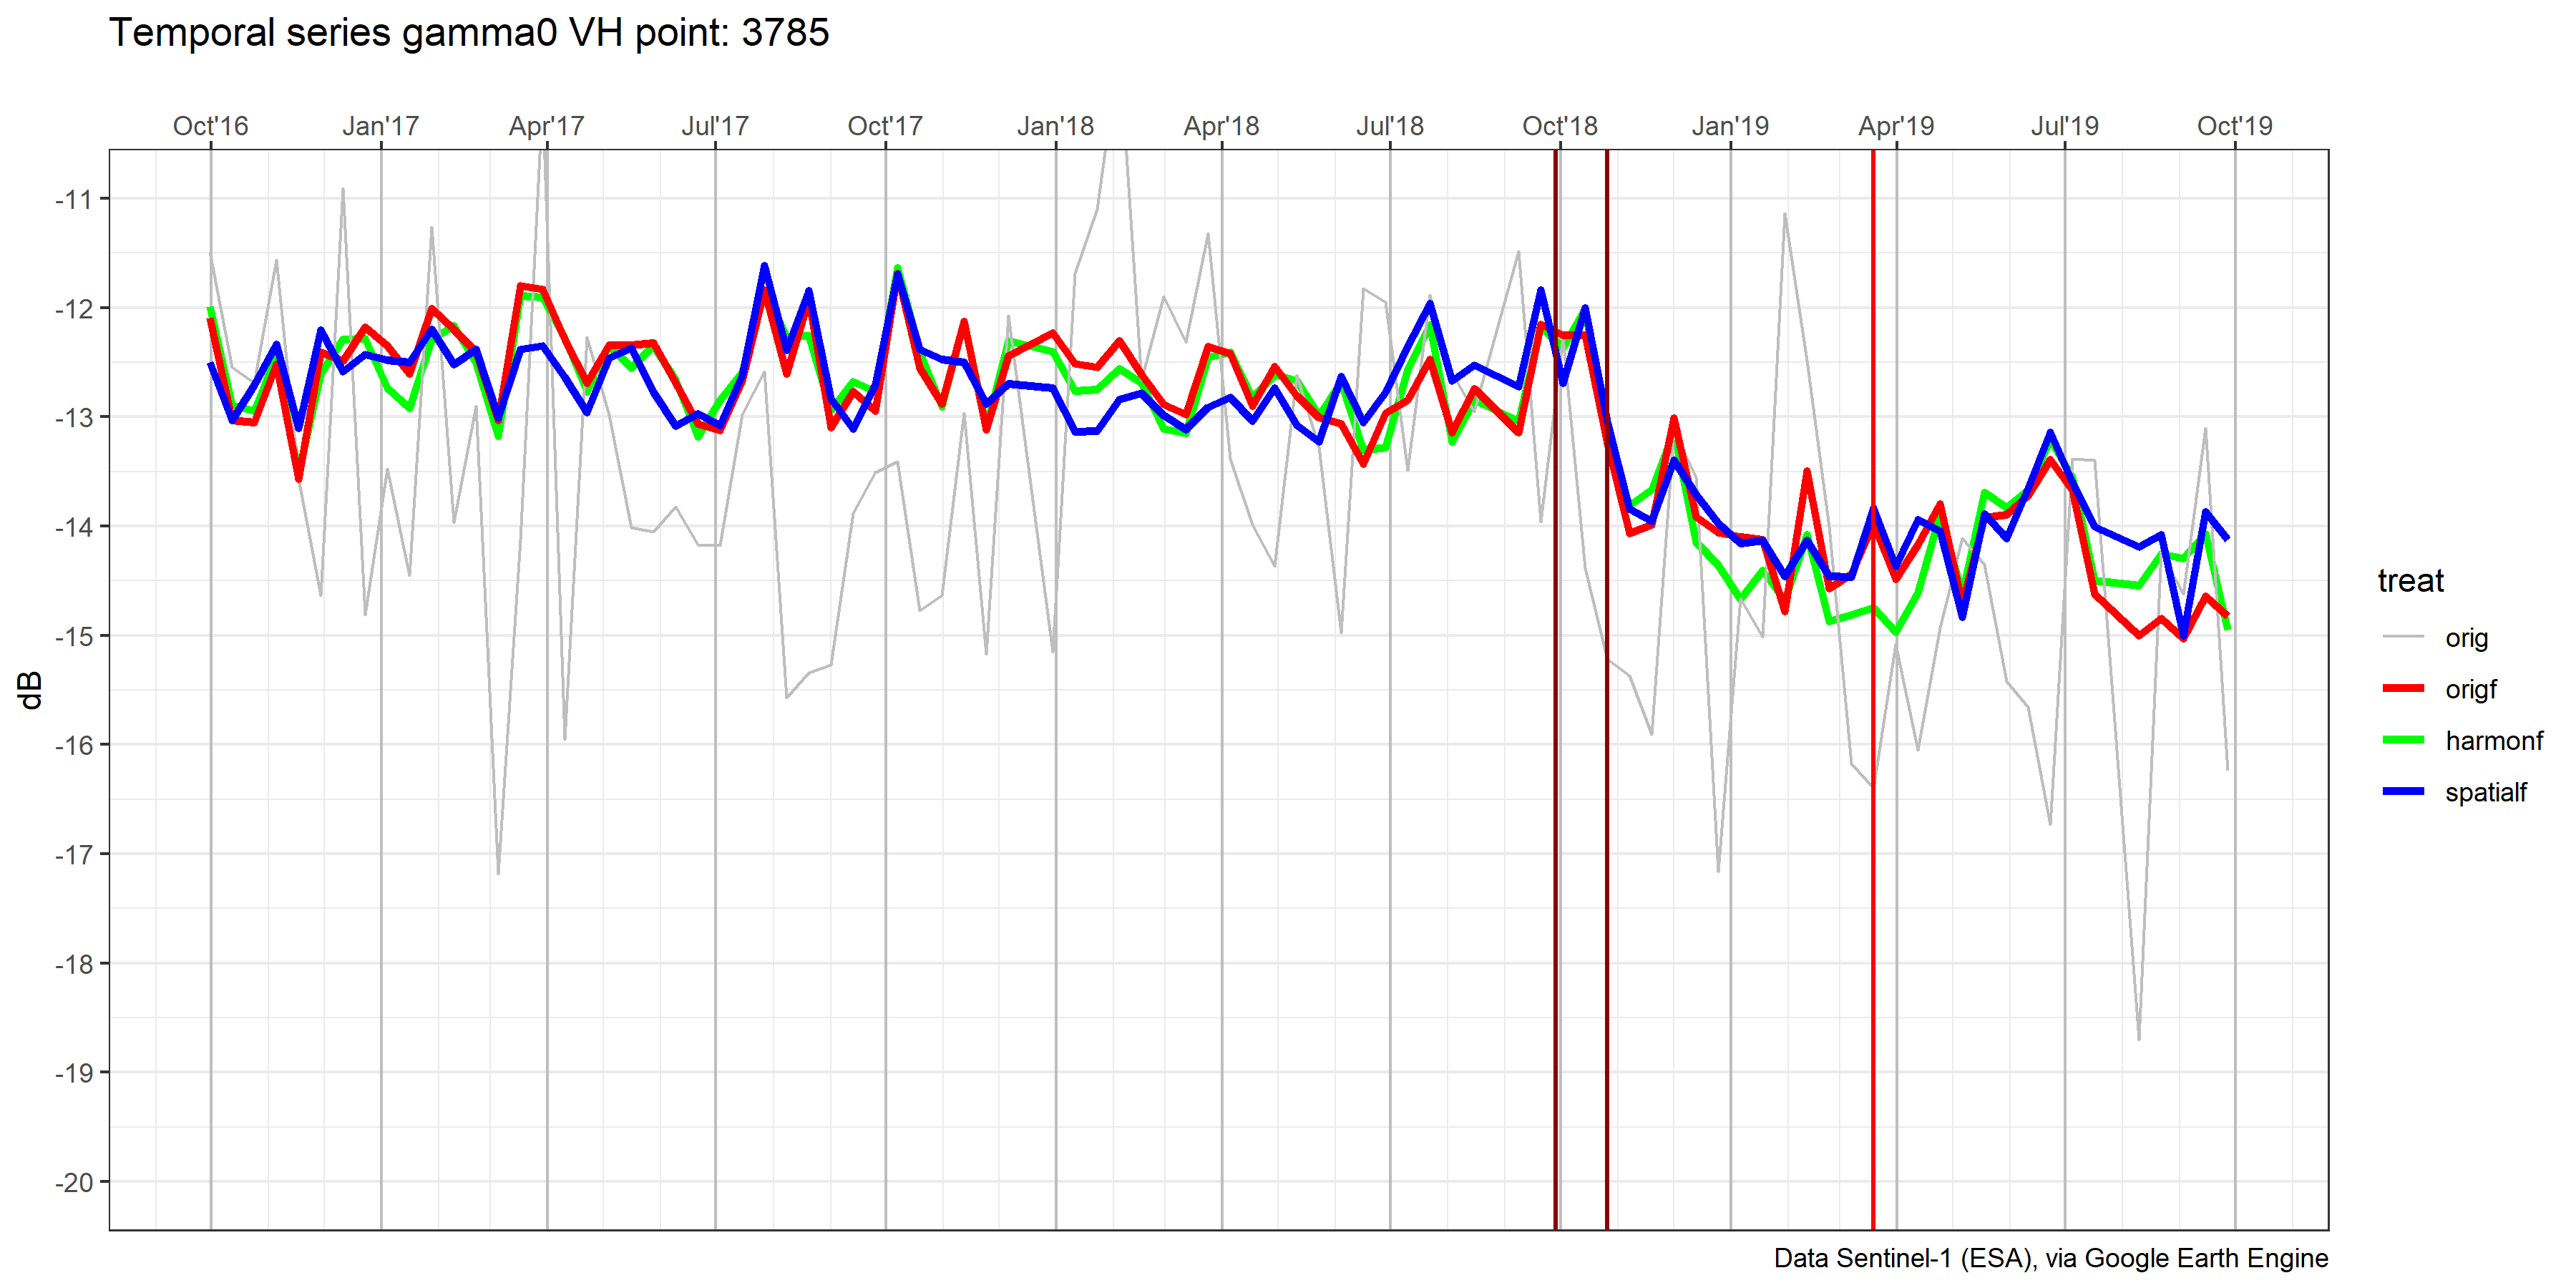 Temporal series gamma0 VH point: 3785
Oct'16 Jan'17 Apr'17 Jul'17 Oct'17 Jan'18 Apr'18 Jul'18 Oct'18 Jan'19 Apr'19 Jul'19 Oct'19
-11
-12
-13
-14
-15
-16
-17
-18
-19
-20
dB
treat
orig
origf
harmonf
spatialf
Data Sentinel-1 (ESA), via Google Earth Engine